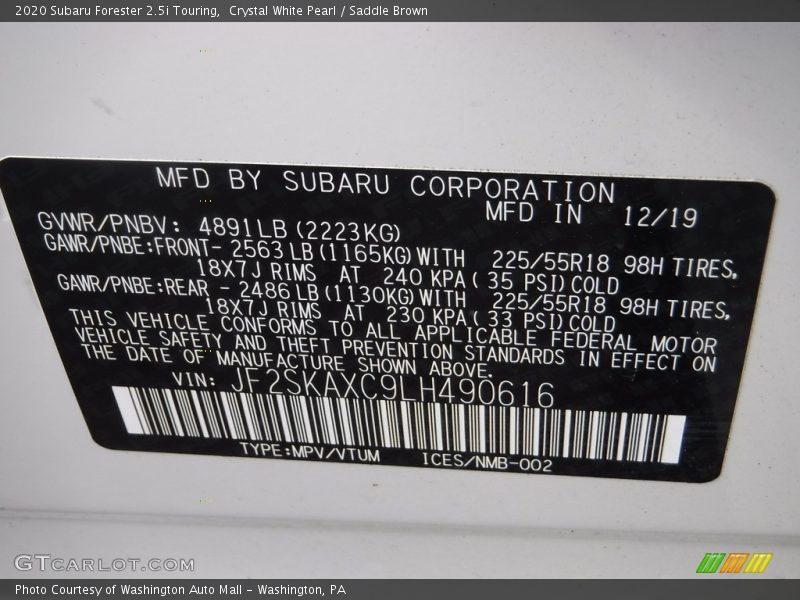 2020 Subaru Forester 2.5i Touring,  Crystal White Pearl / Saddle Brown
MFD BY SUBARU CORPORATION
MFD IN 12/19
GVWR/PNBV: 4891LB (2223KG)
GAWR/PNBE:FRONT- 2563 LB (1165KG) WITH 225/55R18 98H TIRES,
18X7J RIMS AT 240 KPA ( 35 PSI) COLD
GAWR/PNBE:REAR - 2486 LB (1130KG) WITH 225/55R18 98H TIRES,
18X7J RIMS AT 230 KPA ( 33 PSI) COLD
THIS VEHICLE CONFORMS TO ALL APPLICABLE FEDERAL MOTOR
VEHICLE SAFETY AND THEFT PREVENTION STANDARDS IN EFFECT ON
THE DATE OF MANUFACTURE SHOWN ABOVE.
VIN: JF2SKAXC9LH490616
TYPE:MPV/VTUM ICES/NMB-002
GTCARLOT.COM
Photo Courtesy of Washington Auto Mall - Washington, PA